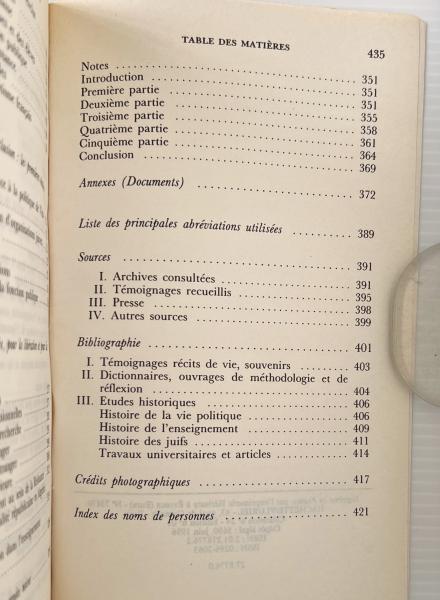 TABLE DES MATIÈRES 435
Notes 351
Introduction 351
Première partie 351
Deuxième partie 355
Troisième partie 358
Quatrième partie 361
Cinquième partie 364
Conclusion 369
Annexes (Documents) 372
Liste des principales abréviations utilisées 389
Sources 391
I. Archives consultées 391
II. Témoignages recueillis 395
III. Presse 398
IV. Autres sources 399
Bibliographie 401
I. Témoignages récits de vie, souvenirs 403
II. Dictionnaires, ouvrages de méthodologie et de
réflexion 404
III. Etudes historiques 406
Histoire de la vie politique 406
Histoire de l'enseignement 409
Histoire des juifs 411
Travaux universitaires et articles 414
Crédits photographiques 417
Index des noms de personnes 421